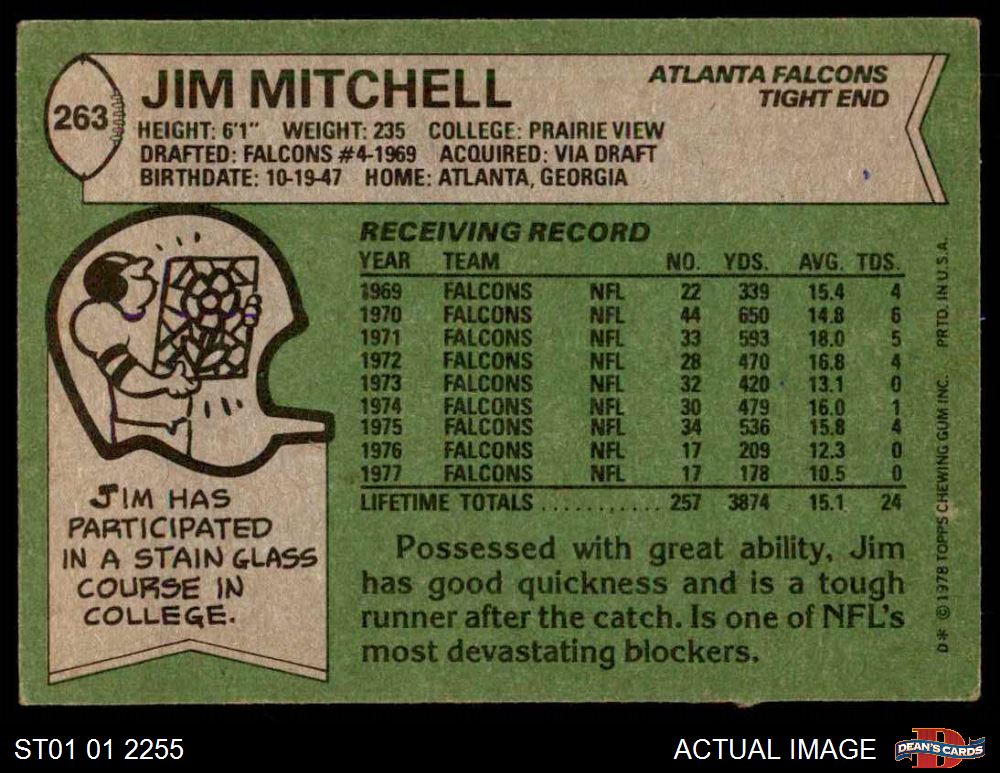 263
JIM MITCHELL
ATLANTA FALCONS
TIGHT END
HEIGHT: 6'1" WEIGHT: 235 COLLEGE: PRAIRIE VIEW
DRAFTED: FALCONS #4-1969 ACQUIRED: VIA DRAFT
BIRTHDATE: 10-19-47 HOME: ATLANTA, GEORGIA
RECEIVING RECORD
YEAR TEAM NO. YDS. AVG. TDS.
1969 FALCONS NFL 22 339 15.4 4
1970 FALCONS NFL 44 650 14.8 6
1971 FALCONS NFL 33 593 18.0 5
1972 FALCONS NFL 28 470 16.8 4
1973 FALCONS NFL 32 420 13.1 0
1974 FALCONS NFL 30 479 16.0 1
1975 FALCONS NFL 34 536 15.8 4
1976 FALCONS NFL 17 209 12.3 0
1977 FALCONS NFL 17 178 10.5 0
LIFETIME TOTALS ............ 257 3874 15.1 24
JIM HAS
PARTICIPATED
IN A STAIN GLASS
COURSE IN
COLLEGE.
Possessed with great ability, Jim
has good quickness and is a tough
runner after the catch. Is one of NFL's
most devastating blockers.
D* © 1978 TOPPS CHEWING GUM INC. PRTD. IN U.S.A.
ST01 01 2255
ACTUAL IMAGE
D
DEAN'S CARDS